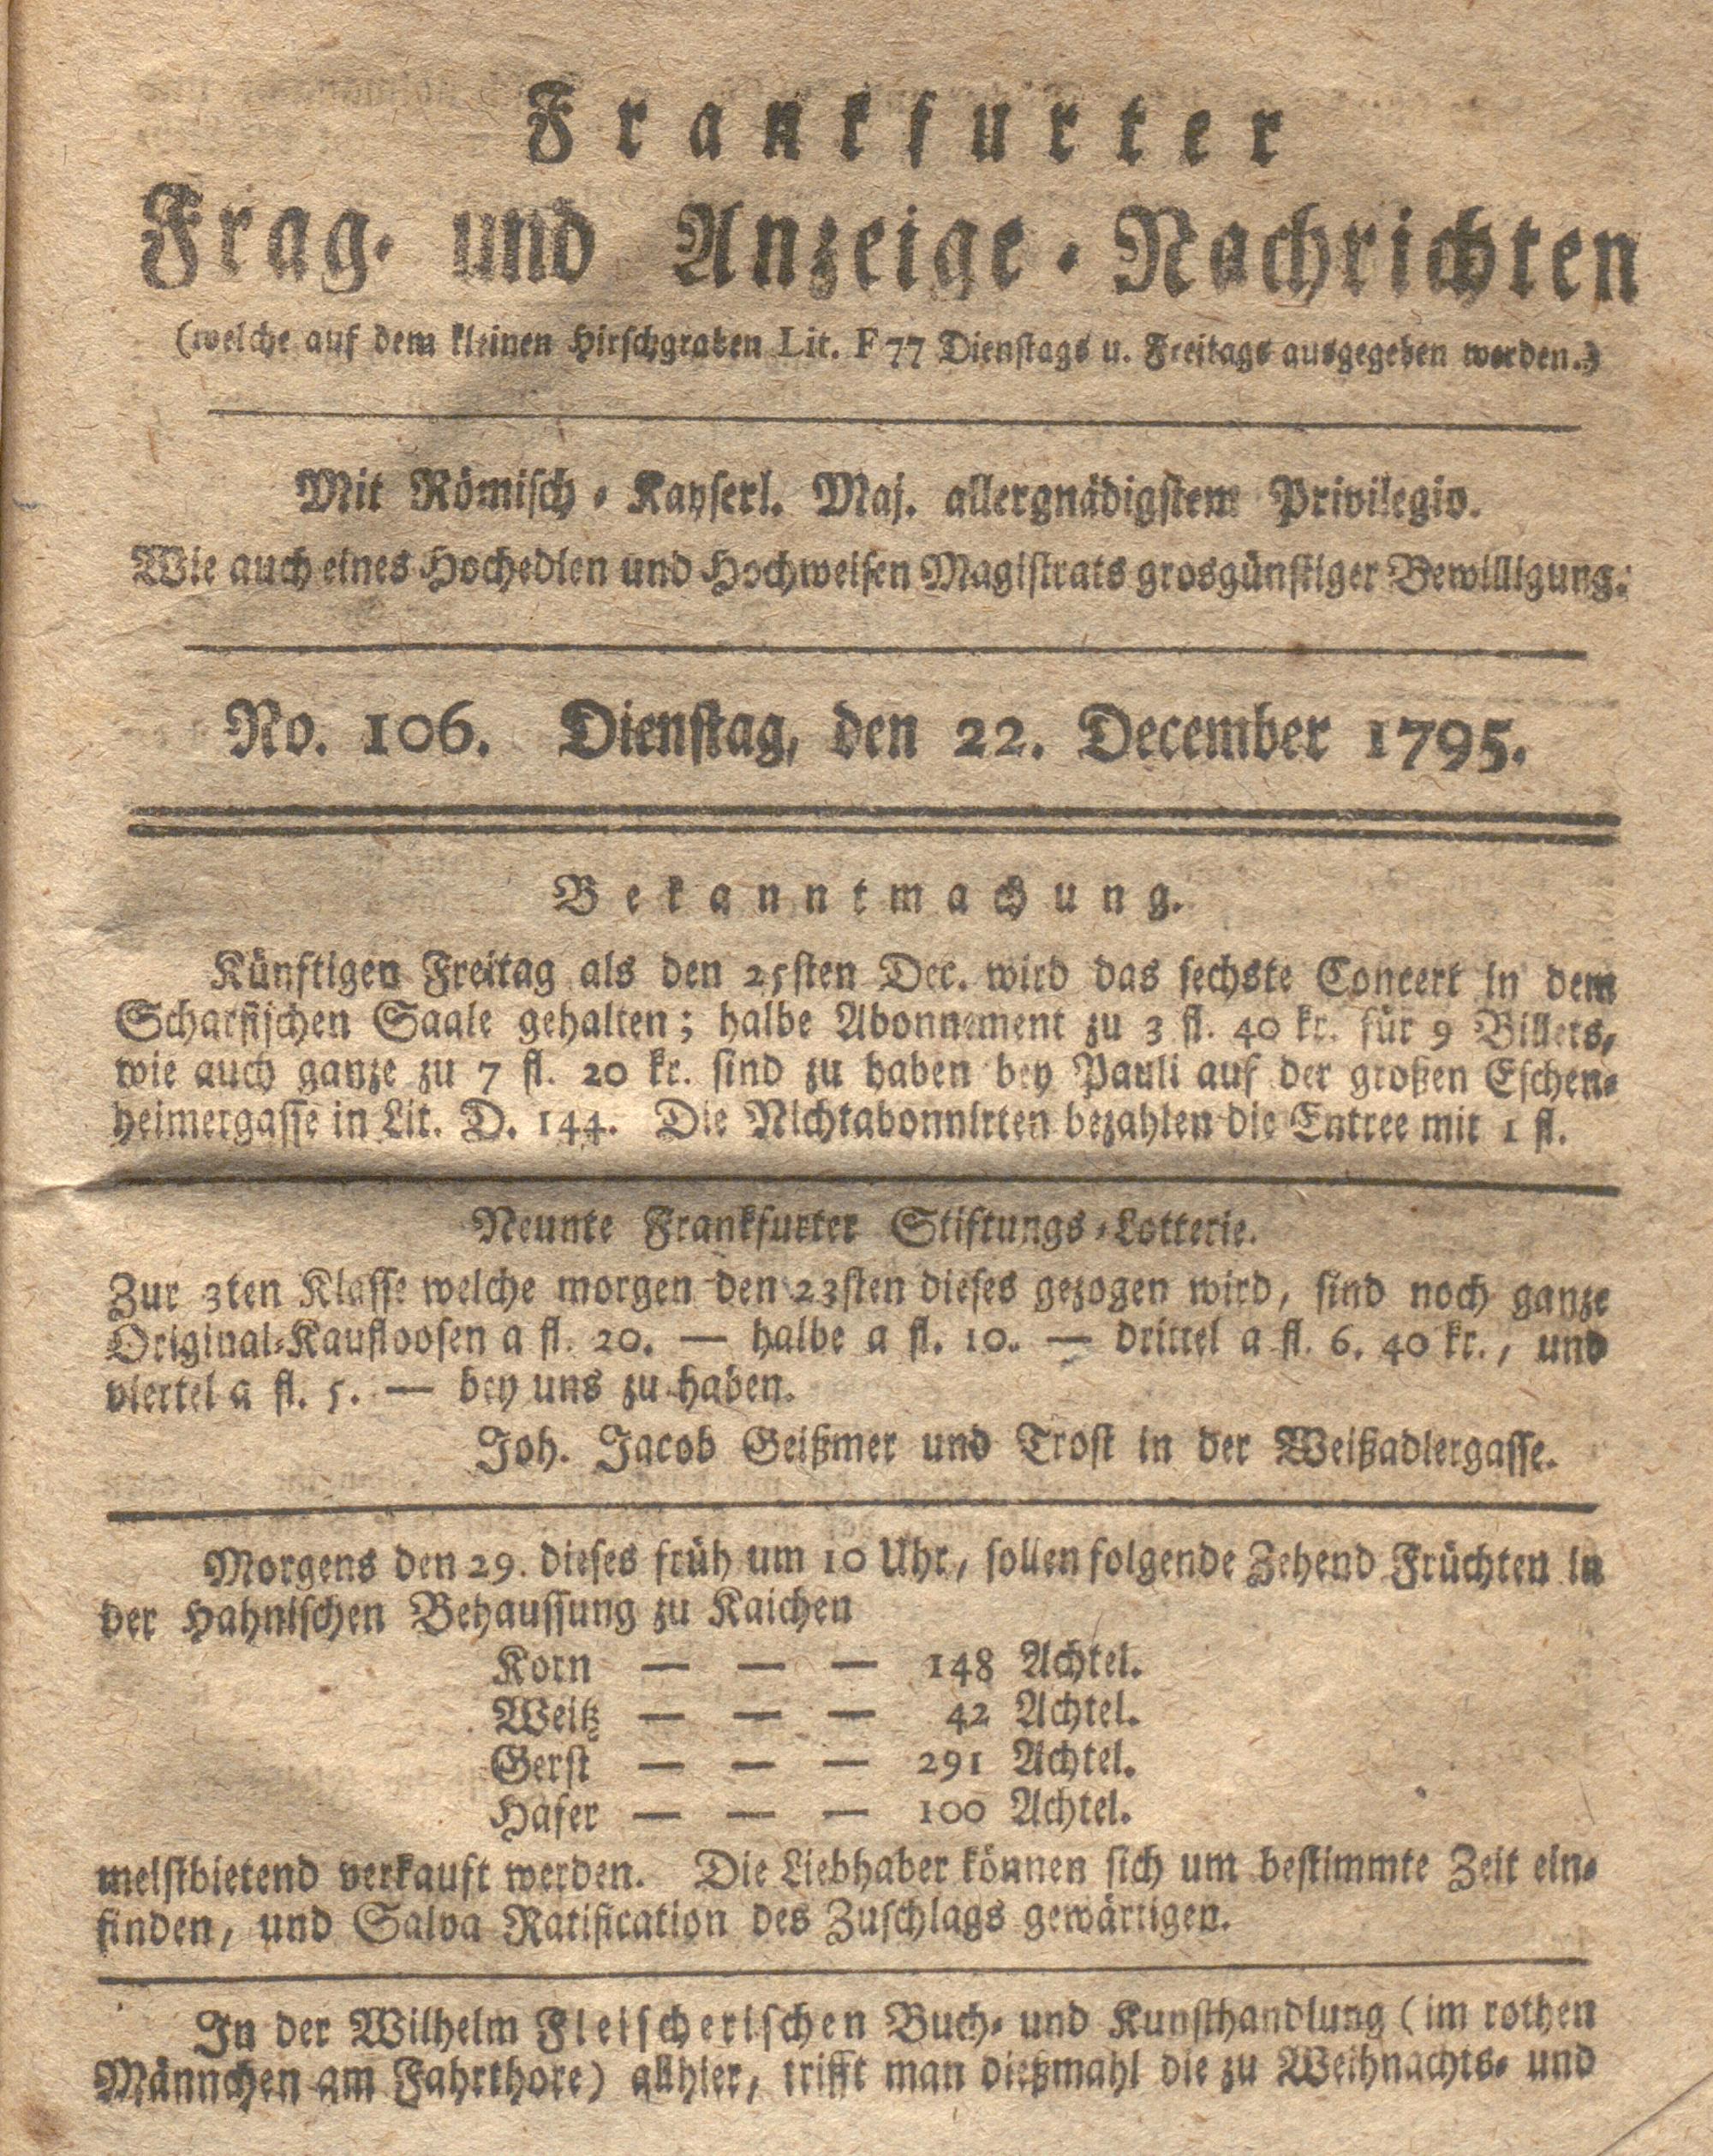 Frankfurter
Frag- und Anzeige-Nachrichten
(welche auf dem kleinen Hirschgraben Lit. F 77 Dienstags u. Freitags ausgegeben werden.)
Mit Römisch-Kayserl. Maj. allergnädigstem Privilegio.
Wie auch eines Hochedlen und Hochweisen Magistrats grosgünstiger Bewilligung.
No. 106. Dienstag, den 22. December 1795.
Bekanntmachung.
Künftigen Freitag als den 25sten Dec. wird das sechste Concert in dem
Scharfischen Saale gehalten; halbe Abonnement zu 3 fl. 40 kr. für 9 Billets,
wie auch ganze zu 7 fl. 20 kr. sind zu haben bey Pauli auf der großen Eschen-
heimergasse in Lit. D. 144. Die Nichtabonnirten bezahlen die Entree mit 1 fl.
Neunte Frankfurter Stiftungs-Lotterie.
Zur 3ten Klasse welche morgen den 23sten dieses gezogen wird, sind noch ganze
Original-Kaufloosen a fl. 20. — halbe a fl. 10. — drittel a fl. 6. 40 kr., und
viertel a fl. 5. — bey uns zu haben.
Joh. Jacob Geißmer und Trost in der Weißadlergasse.
Morgens den 29. dieses früh um 10 Uhr, sollen folgende Zehend Früchten in
der Hahnischen Behaussung zu Kaichen
Korn — — — 148 Achtel.
Weitz — — — 42 Achtel.
Gerst — — — 291 Achtel.
Hafer — — — 100 Achtel.
meistbietend verkauft werden. Die Liebhaber können sich um bestimmte Zeit ein-
finden, und Salva Ratification des Zuschlags gewärtigen.
In der Wilhelm Fleischerischen Buch- und Kunsthandlung (im rothen
Männchen am Fahrthore) allhier, trifft man dießmahl die zu Weihnachts- und